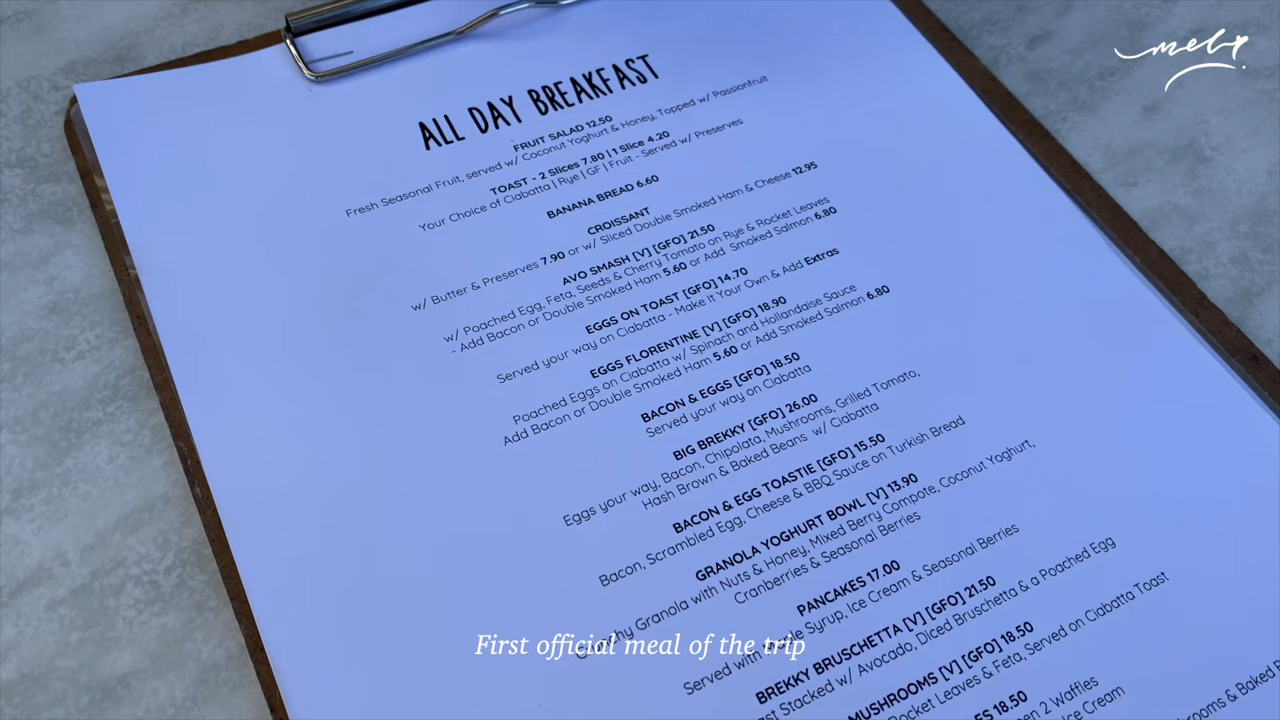 mely.
ALL DAY BREAKFAST
FRUIT SALAD 12.50
Fresh Seasonal Fruit, served w/ Coconut Yoghurt & Honey, Topped w/ Passionfruit
TOAST - 2 Slices 7.80 | 1 Slice 4.20
Your Choice of Ciabatta | Rye | GF | Fruit - Served w/ Preserves
BANANA BREAD 6.60
CROISSANT
w/ Butter & Preserves 7.90 or w/ Sliced Double Smoked Ham & Cheese 12.95
AVO SMASH [V] [GFO] 21.50
w/ Poached Egg, Feta, Seeds & Cherry Tomato on Rye & Rocket Leaves
- Add Bacon or Double Smoked Ham 5.60 or Add Smoked Salmon 6.80
EGGS ON TOAST [GFO] 14.70
Served your way on Ciabatta - Make It Your Own & Add Extras
EGGS FLORENTINE [V] [GFO] 18.90
Poached Eggs on Ciabatta w/ Spinach and Hollandaise Sauce
Add Bacon or Double Smoked Ham 5.60 or Add Smoked Salmon 6.80
BACON & EGGS [GFO] 18.50
Served your way on Ciabatta
BIG BREKKY [GFO] 26.00
Eggs your way, Bacon, Chipolata, Mushrooms, Grilled Tomato,
Hash Brown & Baked Beans w/ Ciabatta
BACON & EGG TOASTIE [GFO] 15.50
Bacon, Scrambled Egg, Cheese & BBQ Sauce on Turkish Bread
GRANOLA YOGHURT BOWL [V] 13.90
Crunchy Granola with Nuts & Honey, Mixed Berry Compote, Coconut Yoghurt,
Cranberries & Seasonal Berries
PANCAKES 17.00
Served with Maple Syrup, Ice Cream & Seasonal Berries
BREKKY BRUSCHETTA [V] [GFO] 21.50
Stacked w/ Avocado, Diced Bruschetta & a Poached Egg
MUSHROOMS [V] [GFO] 18.50
Rocket Leaves & Feta, Served on Ciabatta Toast
18.50
2 Waffles
Ice Cream
& Baked
First official meal of the trip